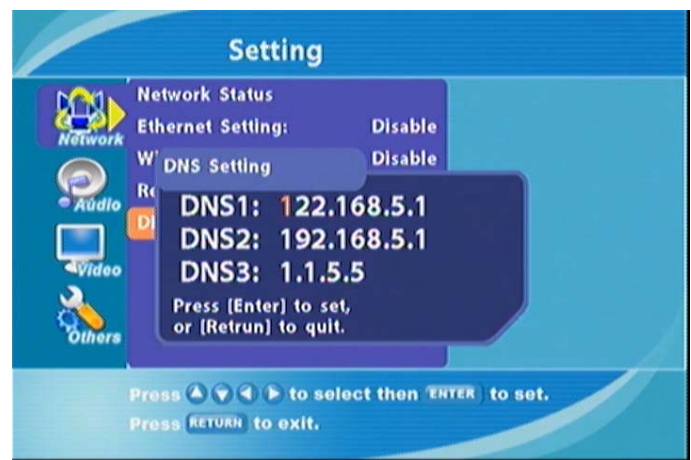 Setting
Network
Audio
Video
Others
Network Status
Ethernet Setting: Disable
Disable
DNS Setting
DNS1: 122.168.5.1
DNS2: 192.168.5.1
DNS3: 1.1.5.5
Press [Enter] to set,
or [Retrun] to quit.
Press to select then ENTER to set.
Press RETURN to exit.